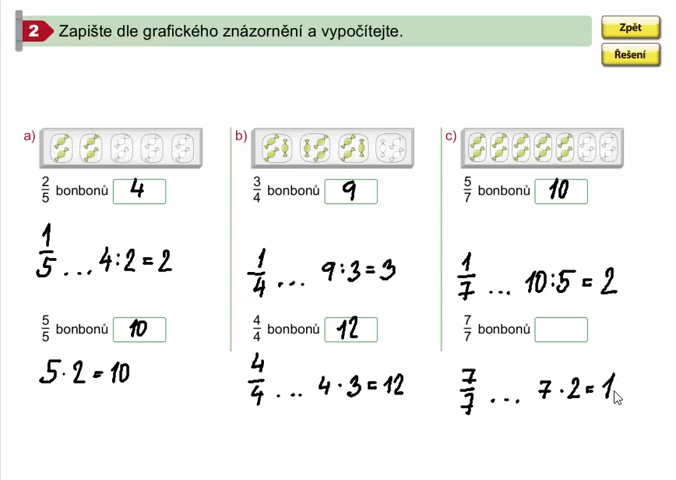 2 Zapište dle grafického znázornění a vypočítejte.
Zpět
Řešení
a)
2/5 bonbonů 4
1/5 ... 4:2=2
5/5 bonbonů 10
5·2=10
b)
3/4 bonbonů 9
1/4 ... 9:3=3
4/4 bonbonů 12
4/4 ... 4·3=12
c)
5/7 bonbonů 10
1/7 ... 10:5=2
7/7 bonbonů
7/7 ... 7·2=1